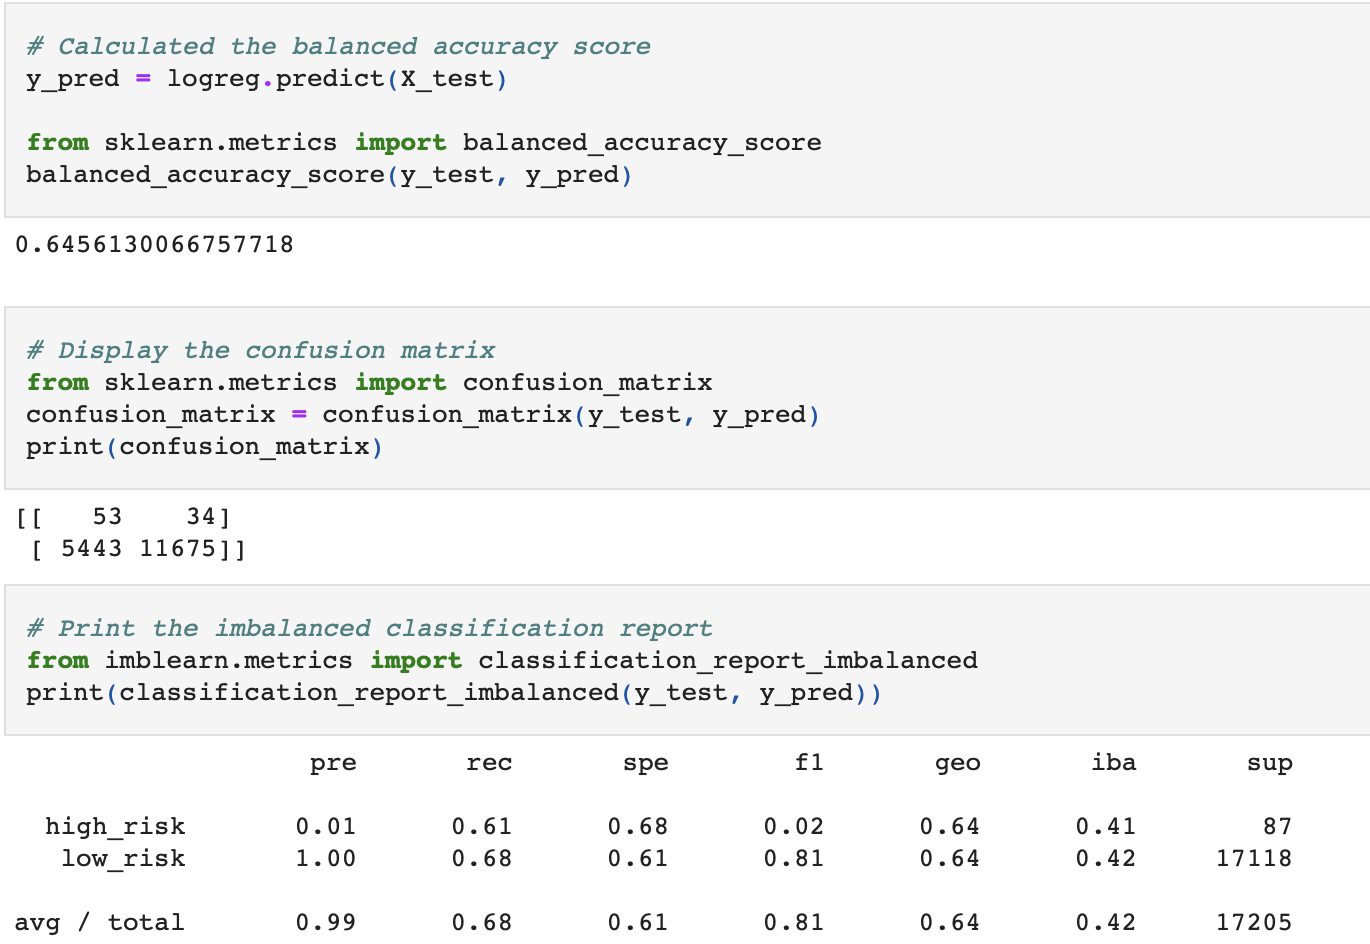 # Calculated the balanced accuracy score
y_pred = logreg.predict(X_test)
from sklearn.metrics import balanced_accuracy_score
balanced_accuracy_score(y_test, y_pred)
0.6456130066757718
# Display the confusion matrix
from sklearn.metrics import confusion_matrix
confusion_matrix = confusion_matrix(y_test, y_pred)
print(confusion_matrix)
[[   53    34]
 [ 5443 11675]]
# Print the imbalanced classification report
from imblearn.metrics import classification_report_imbalanced
print(classification_report_imbalanced(y_test, y_pred))
pre rec spe f1 geo iba sup
high_risk 0.01 0.61 0.68 0.02 0.64 0.41 87
low_risk 1.00 0.68 0.61 0.81 0.64 0.42 17118
avg / total 0.99 0.68 0.61 0.81 0.64 0.42 17205